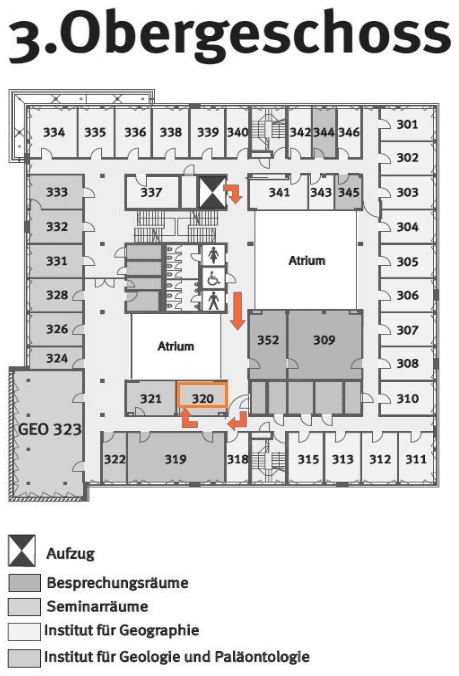 3.Obergeschoss
334 335 336 338 339 340 342 344 346 301
302
333 337 341 343 345 303
332 304
331 Atrium 305
328 306
326 307
324 Atrium 352 309 308
321 320 310
GEO 323
322 319 318 315 313 312 311
Aufzug
Besprechungsräume
Seminarräume
Institut für Geographie
Institut für Geologie und Paläontologie